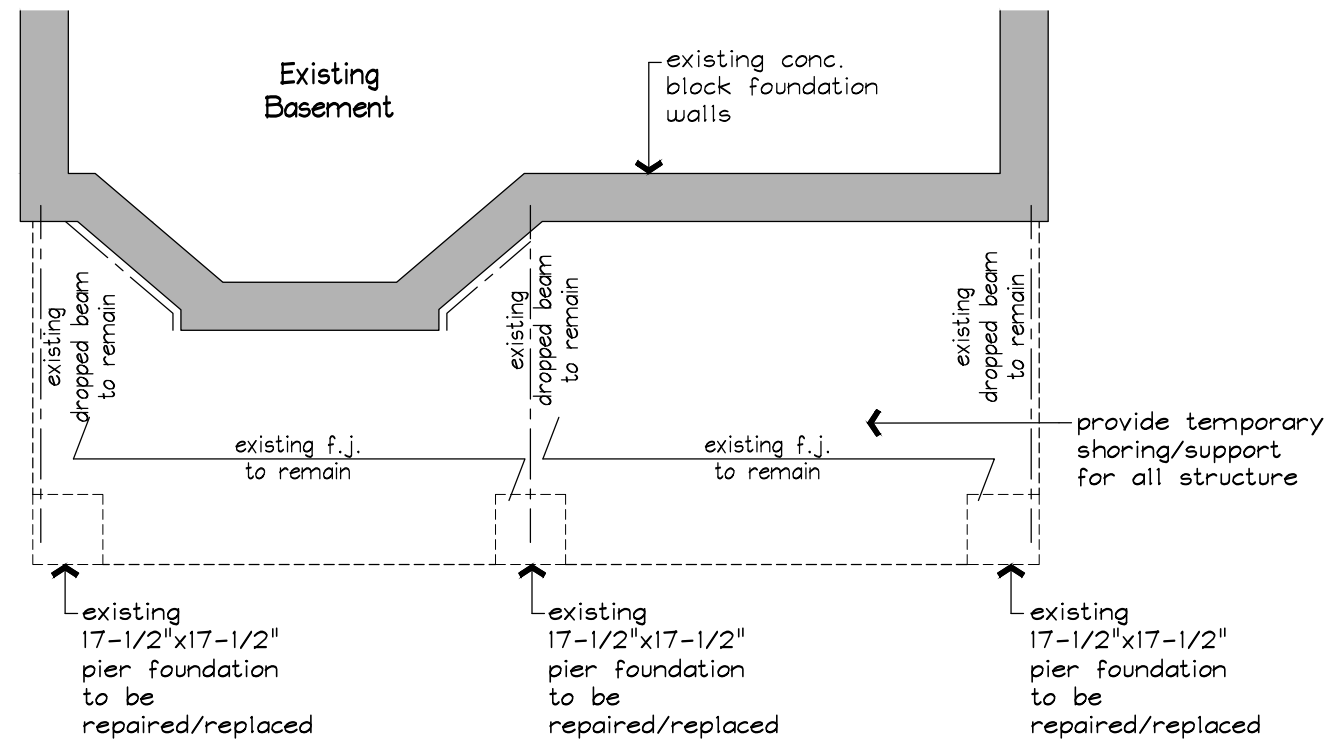 Existing
Basement
existing conc.
block foundation
walls
existing
dropped beam
to remain
existing
dropped beam
to remain
existing
dropped beam
to remain
existing f.j.
to remain
existing f.j.
to remain
provide temporary
shoring/support
for all structure
existing
17-1/2"x17-1/2"
pier foundation
to be
repaired/replaced
existing
17-1/2"x17-1/2"
pier foundation
to be
repaired/replaced
existing
17-1/2"x17-1/2"
pier foundation
to be
repaired/replaced